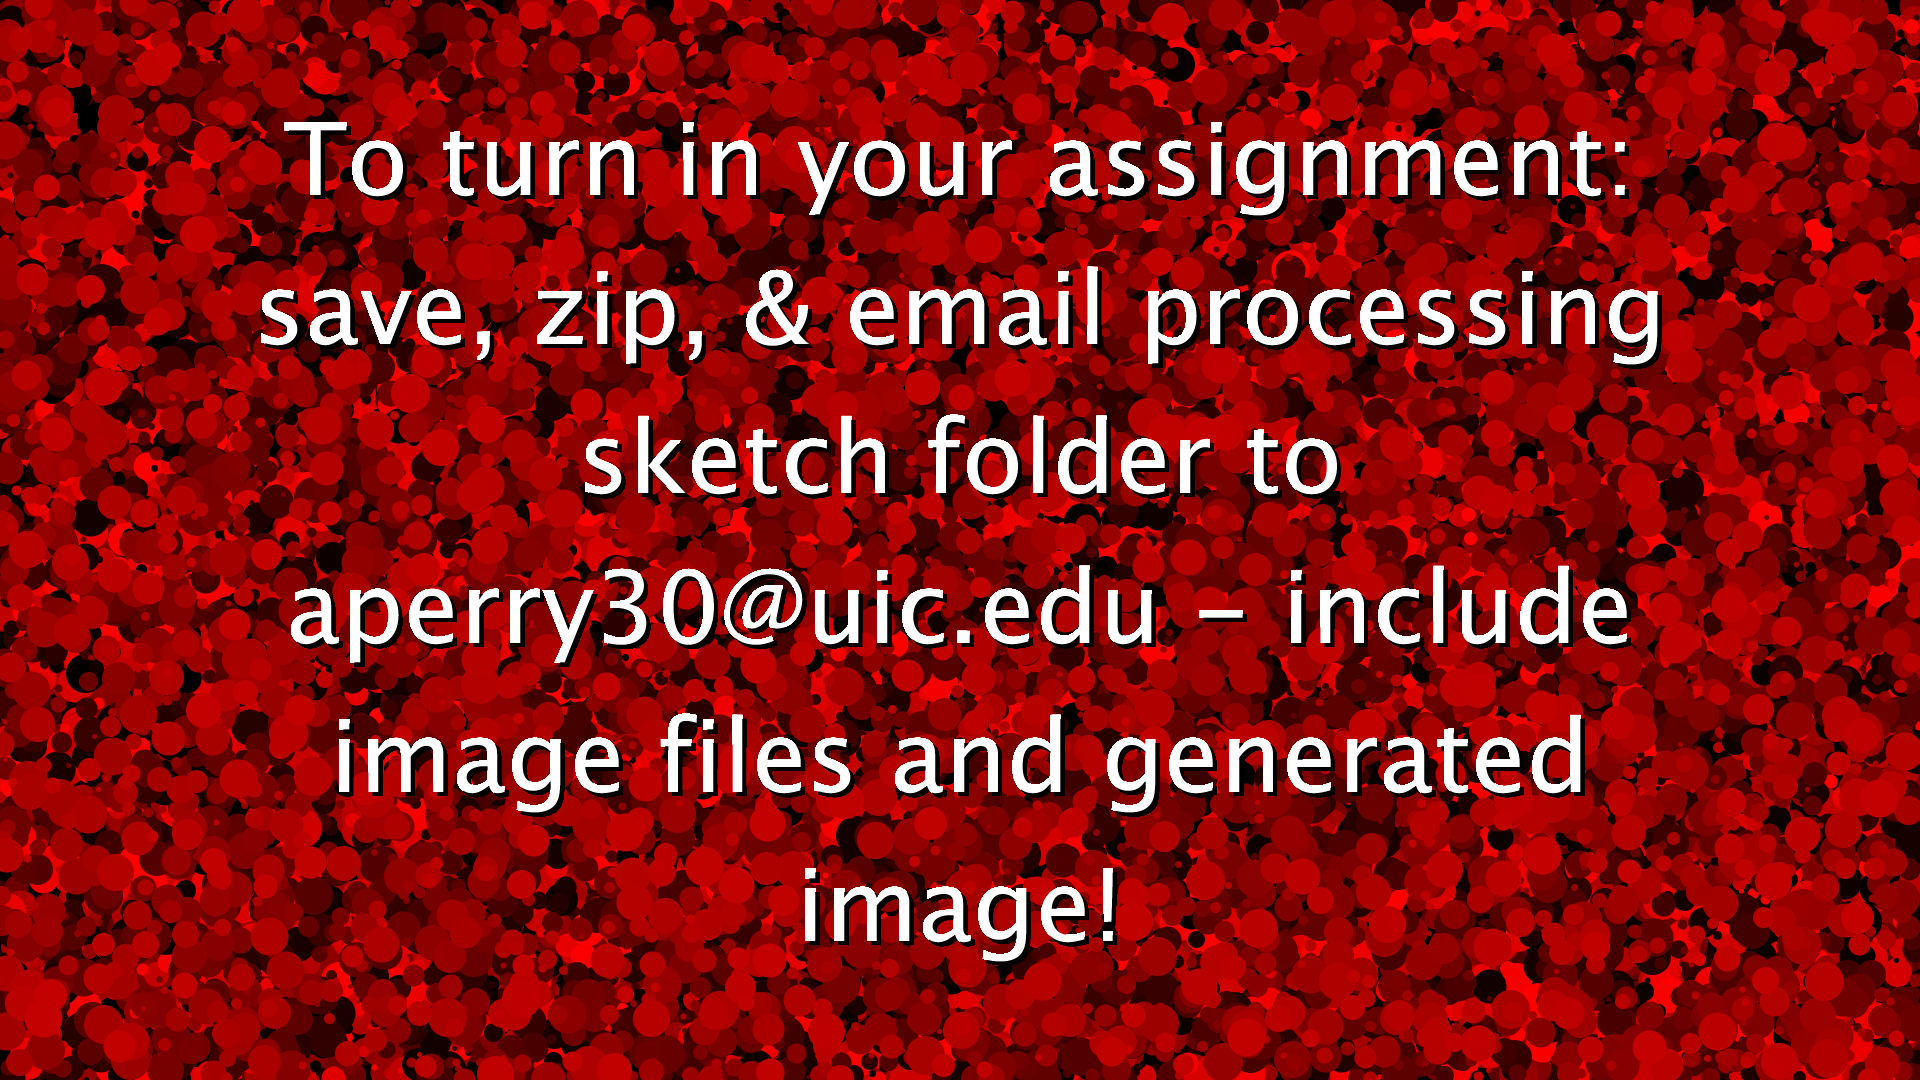 To turn in your assignment:
save, zip, & email processing
sketch folder to
aperry30@uic.edu - include
image files and generated
image!